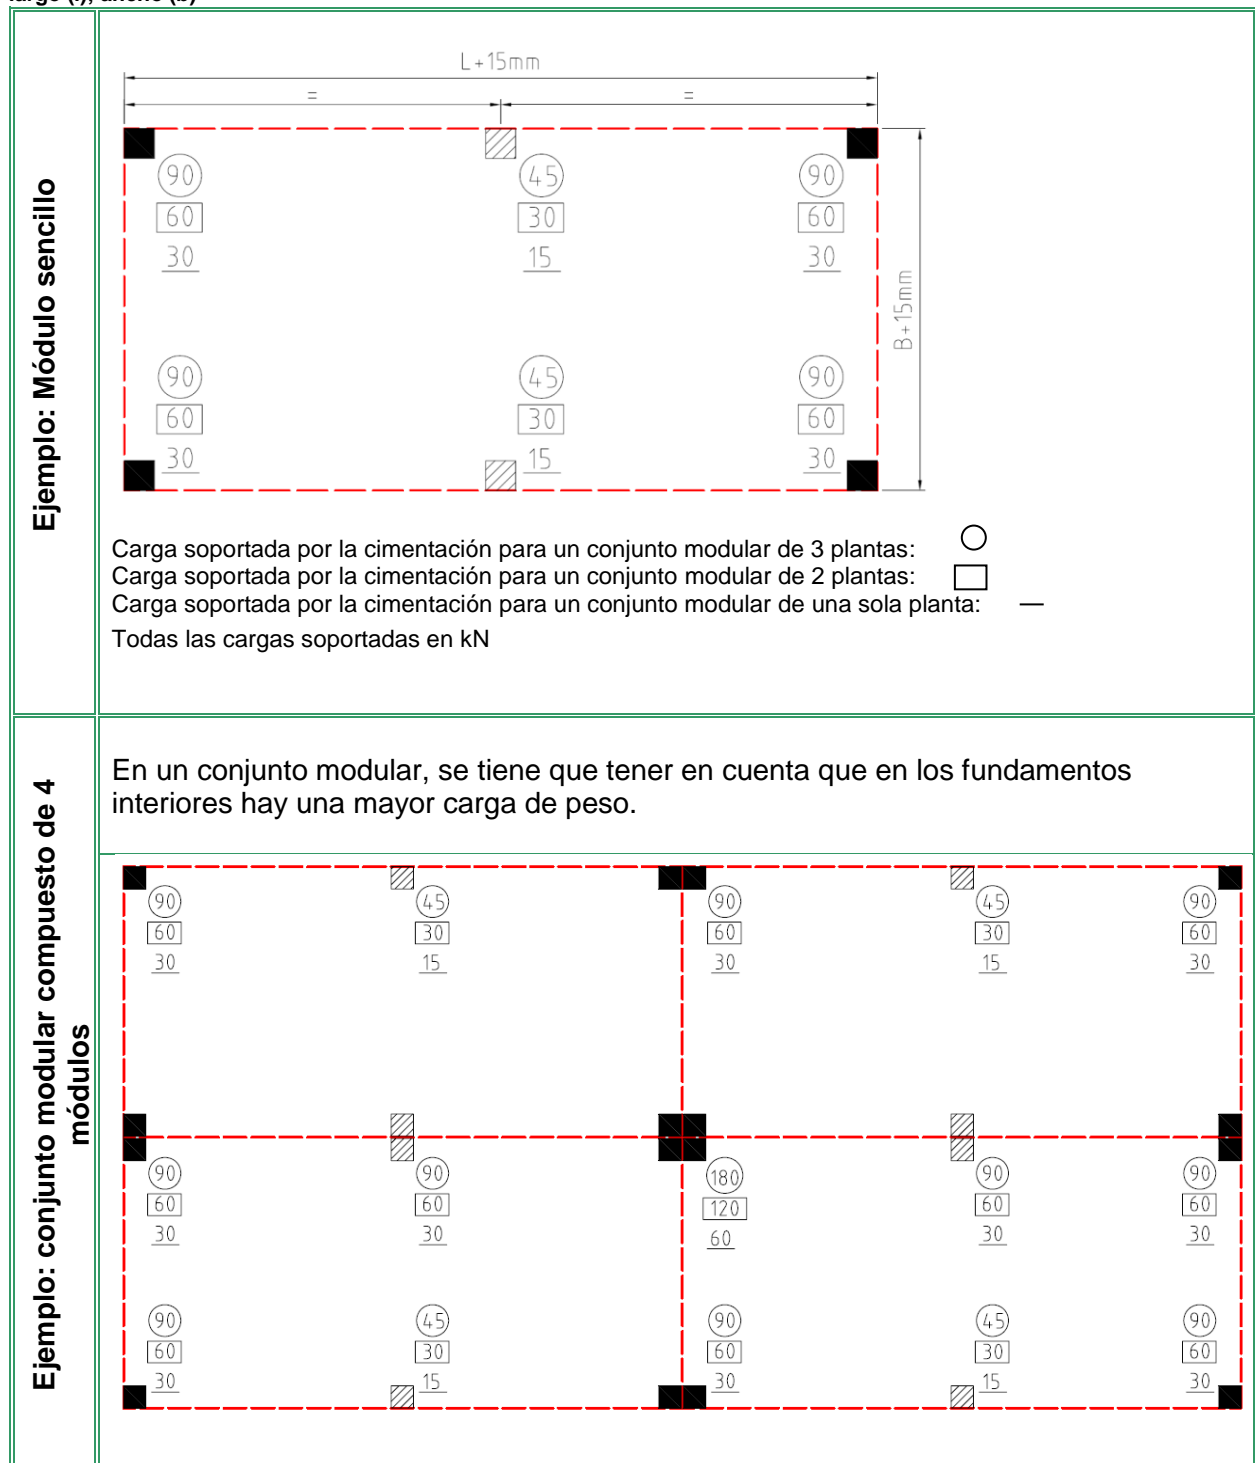 largo (l), ancho (b)
Ejemplo: Módulo sencillo
L+15mm
= =
90 45 90
60 30 60
30 15 30
B+15mm
90 45 90
60 30 60
30 15 30
Carga soportada por la cimentación para un conjunto modular de 3 plantas:
Carga soportada por la cimentación para un conjunto modular de 2 plantas:
Carga soportada por la cimentación para un conjunto modular de una sola planta:
Todas las cargas soportadas en kN
Ejemplo: conjunto modular compuesto de 4
módulos
En un conjunto modular, se tiene que tener en cuenta que en los fundamentos
interiores hay una mayor carga de peso.
90 45 90 45 90
60 30 60 30 60
30 15 30 15 30
90 90 180 90 90
60 60 120 60 60
30 30 60 30 30
90 45 90 45 90
60 30 60 30 60
30 15 30 15 30